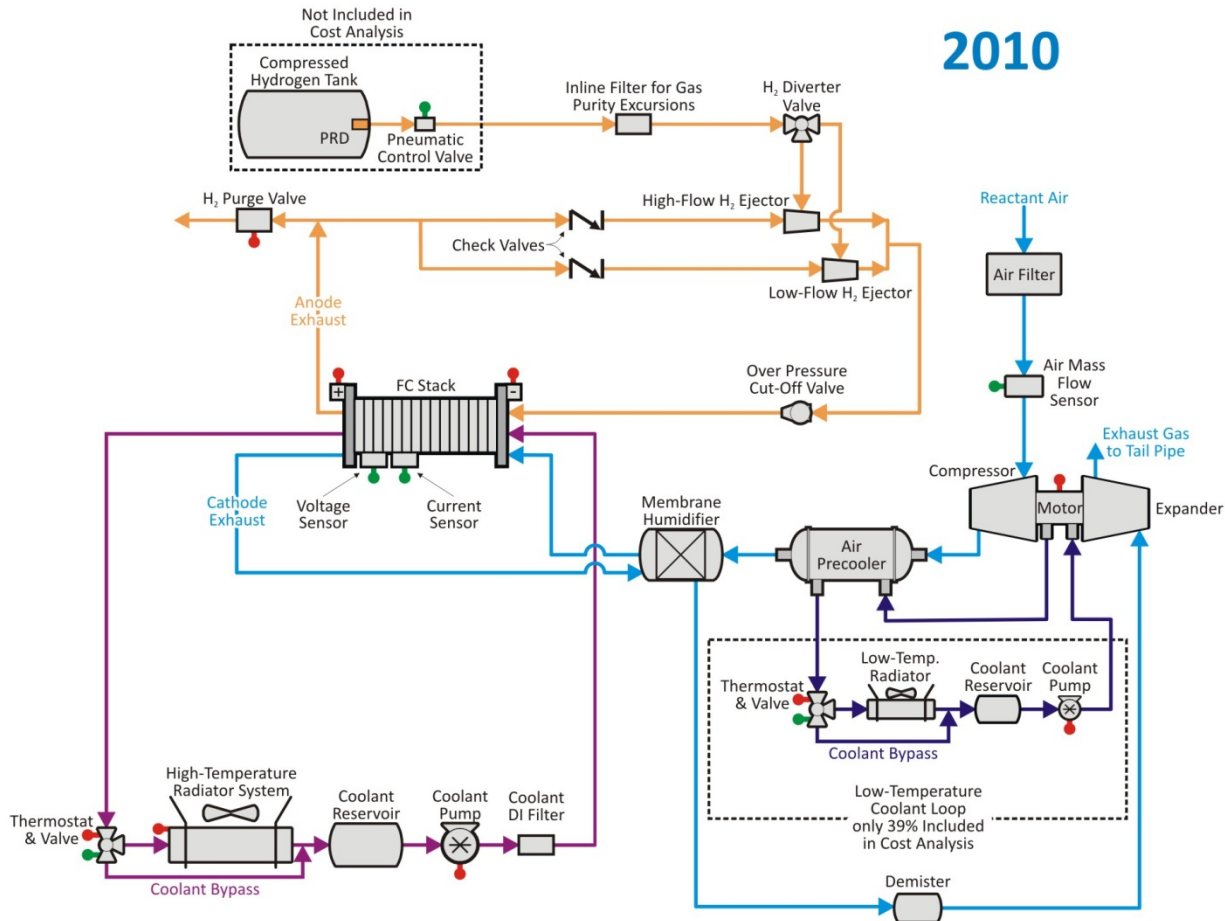 Not Included in
Cost Analysis
2010
Compressed
Hydrogen Tank
PRD
Pneumatic
Control Valve
Inline Filter for Gas
Purity Excursions
H₂ Diverter
Valve
H₂ Purge Valve
High-Flow H₂ Ejector
Check Valves
Low-Flow H₂ Ejector
Reactant Air
Air Filter
Anode
Exhaust
Over Pressure
Cut-Off Valve
Air Mass
Flow
Sensor
FC Stack
+
-
Exhaust Gas
to Tail Pipe
Compressor
Motor
Expander
Cathode
Exhaust
Voltage
Sensor
Current
Sensor
Membrane
Humidifier
Air
Precooler
Low-Temp.
Radiator
Thermostat
& Valve
Coolant
Reservoir
Coolant
Pump
Coolant Bypass
High-Temperature
Radiator System
Thermostat
& Valve
Coolant
Reservoir
Coolant
Pump
Coolant
DI Filter
Coolant Bypass
Low-Temperature
Coolant Loop
only 39% Included
in Cost Analysis
Demister